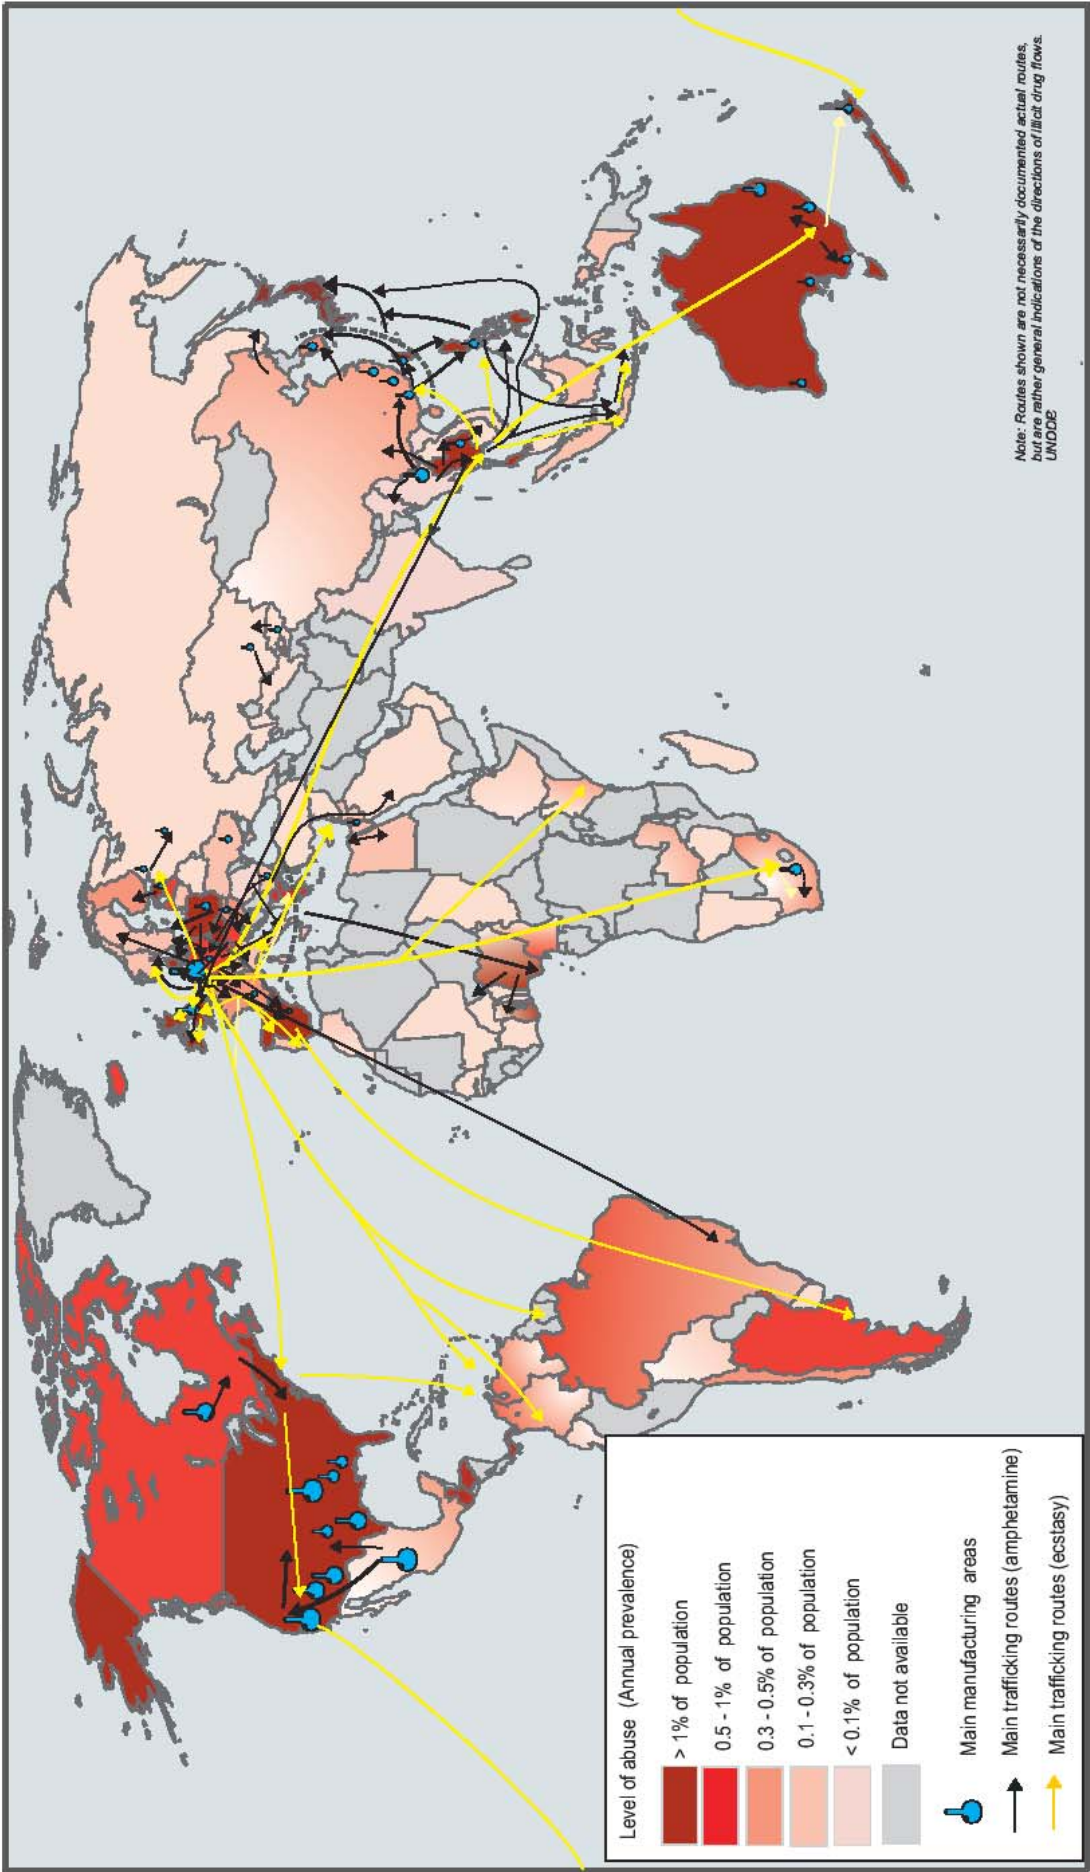 Level of abuse (Annual prevalence)
> 1% of population
0.5 - 1% of population
0.3 - 0.5% of population
0.1 - 0.3% of population
< 0.1% of population
Data not available
Main manufacturing areas
Main trafficking routes (amphetamine)
Main trafficking routes (ecstasy)
Note: Routes shown are not necessarily documented actual routes,
but are rather general indications of the directions of illicit drug flows.